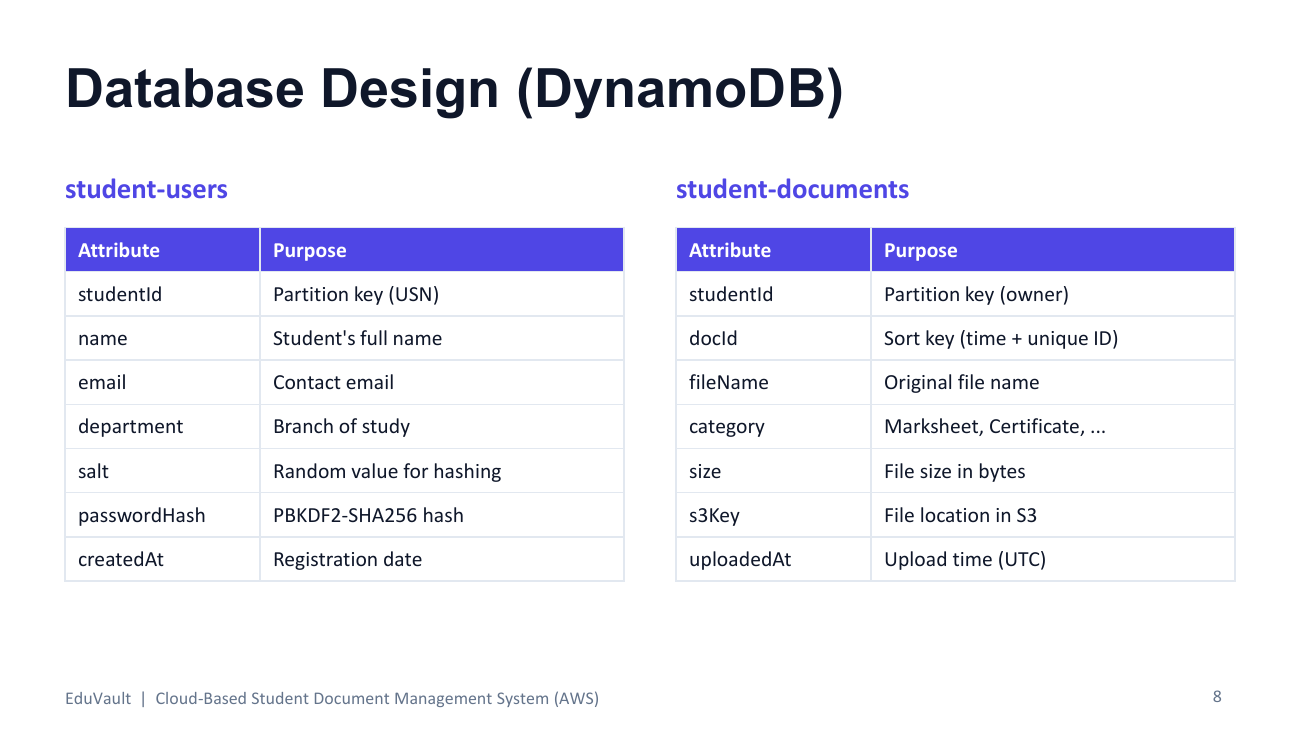 Database Design (DynamoDB)
student-users
Attribute Purpose
studentId Partition key (USN)
name Student's full name
email Contact email
department Branch of study
salt Random value for hashing
passwordHash PBKDF2-SHA256 hash
createdAt Registration date
student-documents
Attribute Purpose
studentId Partition key (owner)
docId Sort key (time + unique ID)
fileName Original file name
category Marksheet, Certificate, ...
size File size in bytes
s3Key File location in S3
uploadedAt Upload time (UTC)
EduVault | Cloud-Based Student Document Management System (AWS)
8